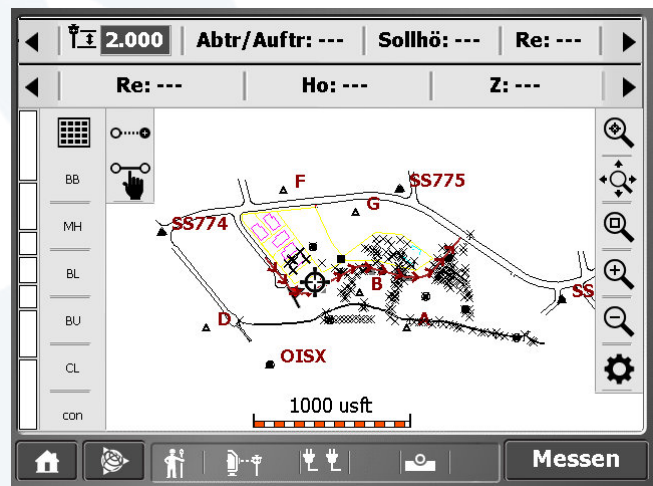 2.000 Abtr/Auftr: --- Sollhö: --- Re: ---
Re: --- Ho: --- Z: ---
BB
MH
BL
BU
CL
con
F
SS775
G
SS774
B
SS
D
A
OISX
1000 usft
Messen